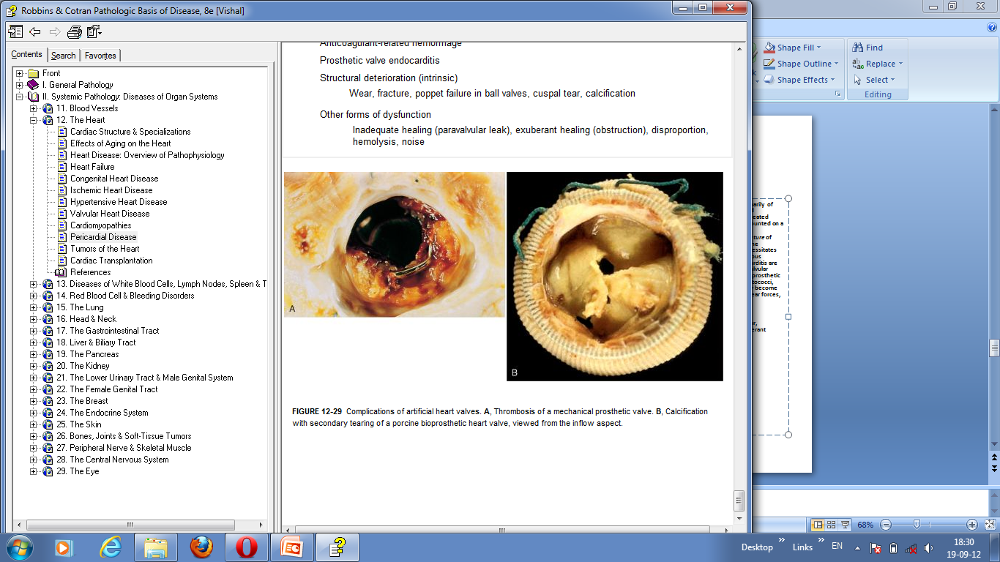 Robbins & Cotran Pathologic Basis of Disease, 8e [Vishal]
Contents
Search
Favorites
Front
I. General Pathology
II. Systemic Pathology: Diseases of Organ Systems
11. Blood Vessels
12. The Heart
Cardiac Structure & Specializations
Effects of Aging on the Heart
Heart Disease: Overview of Pathophysiology
Heart Failure
Congenital Heart Disease
Ischemic Heart Disease
Hypertensive Heart Disease
Valvular Heart Disease
Cardiomyopathies
Pericardial Disease
Tumors of the Heart
Cardiac Transplantation
References
13. Diseases of White Blood Cells, Lymph Nodes, Spleen & T
14. Red Blood Cell & Bleeding Disorders
15. The Lung
16. Head & Neck
17. The Gastrointestinal Tract
18. Liver & Biliary Tract
19. The Pancreas
20. The Kidney
21. The Lower Urinary Tract & Male Genital System
22. The Female Genital Tract
23. The Breast
24. The Endocrine System
25. The Skin
26. Bones, Joints & Soft-Tissue Tumors
27. Peripheral Nerve & Skeletal Muscle
28. The Central Nervous System
29. The Eye
Anticoagulant-related hemorrhage
Prosthetic valve endocarditis
Structural deterioration (intrinsic)
Wear, fracture, poppet failure in ball valves, cuspal tear, calcification
Other forms of dysfunction
Inadequate healing (paravalvular leak), exuberant healing (obstruction), disproportion,
hemolysis, noise
A
B
FIGURE 12-29 Complications of artificial heart valves. A, Thrombosis of a mechanical prosthetic valve. B, Calcification
with secondary tearing of a porcine bioprosthetic heart valve, viewed from the inflow aspect.
Shape Fill
Shape Outline
Shape Effects
Find
Replace
Select
Editing
arily of
eated
ounted on a
ture of
ne
essitates
ous
arditis are
alvular
prosthetic
tococci,
y become
ear forces,
or,
erant
68%
Desktop
Links
EN
18:30
19-09-12